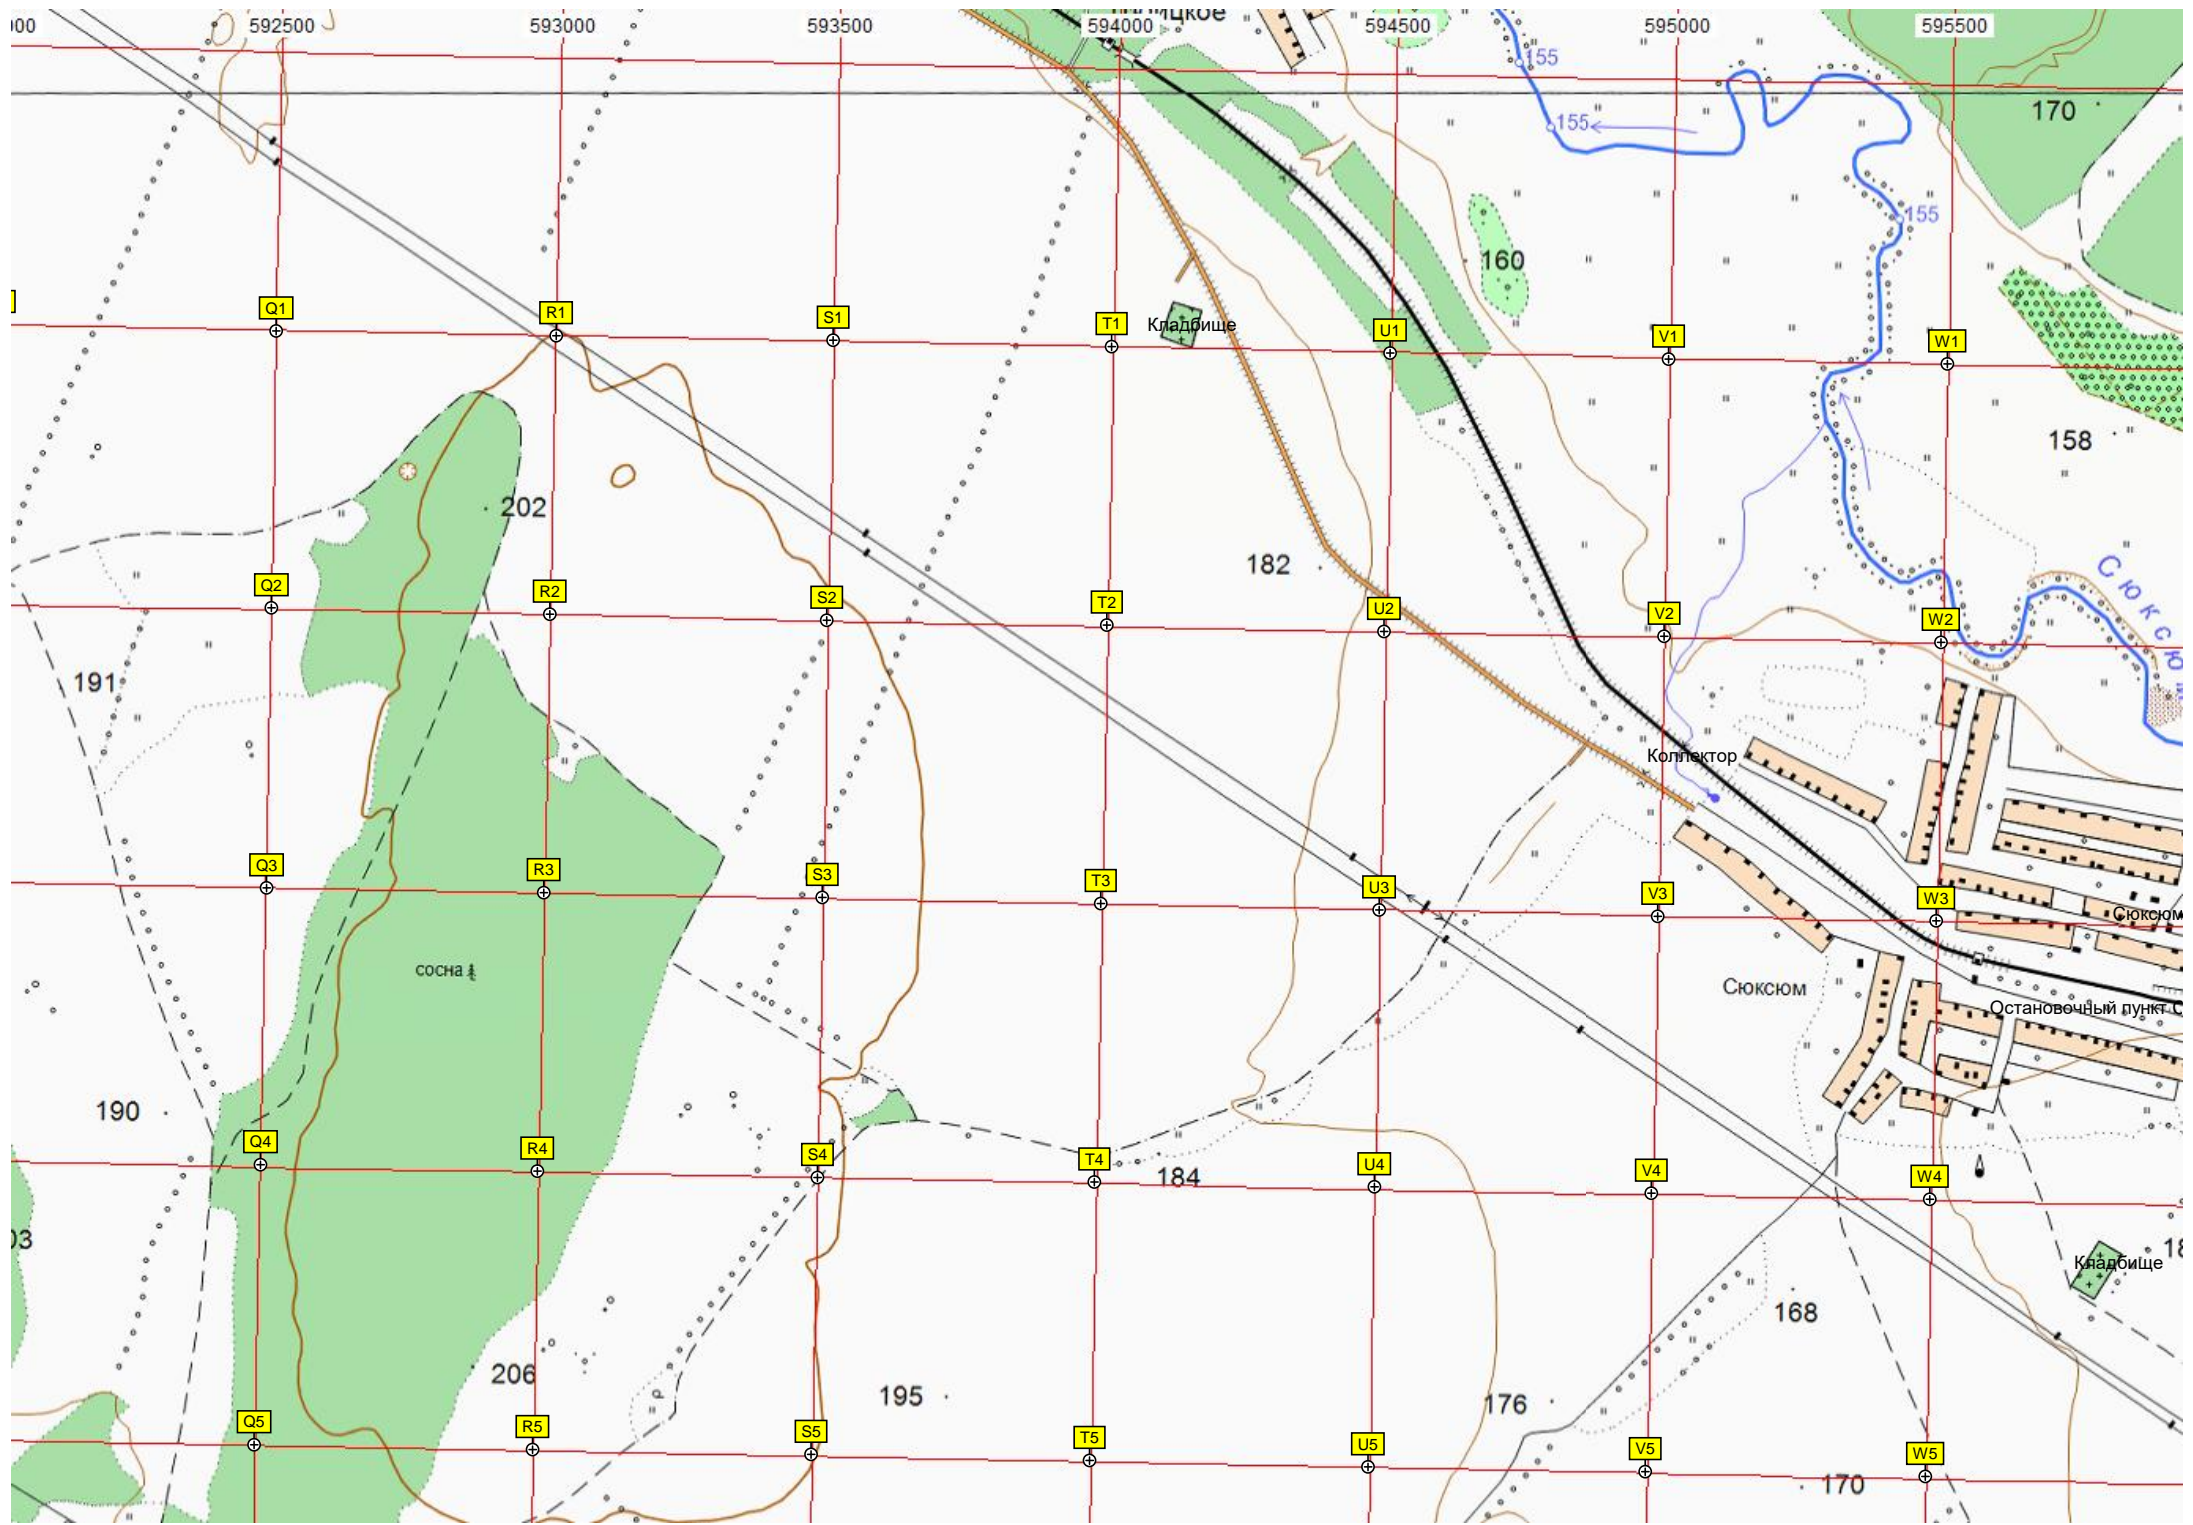 592500 593000 593500 594000 594500 595000 595500
155
170
155
155
160
Q1 R1 S1 T1 Кладбище U1 V1 W1
158
202
182
Q2 R2 S2 T2 U2 V2 W2
191
Коллектор
Q3 R3 S3 T3 U3 V3 W3
Сюксюм
сосна
Сюксюм
Остановочный пункт С
190
Q4 R4 S4 T4 U4 V4 W4
184
Кладбище
168
206
195
176
Q5 R5 S5 T5 U5 V5 W5
170